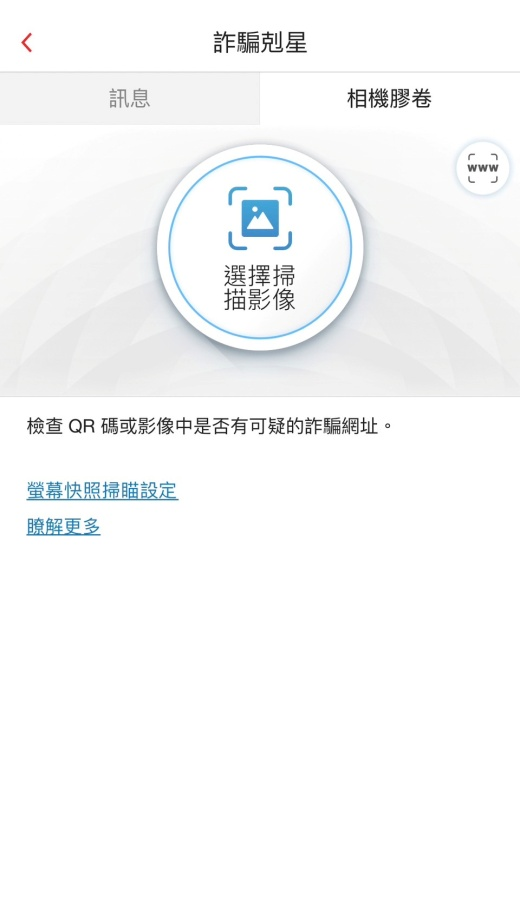 詐騙剋星
訊息
相機膠卷
www
選擇掃
描影像
檢查 QR 碼或影像中是否有可疑的詐騙網址。
螢幕快照掃瞄設定
瞭解更多